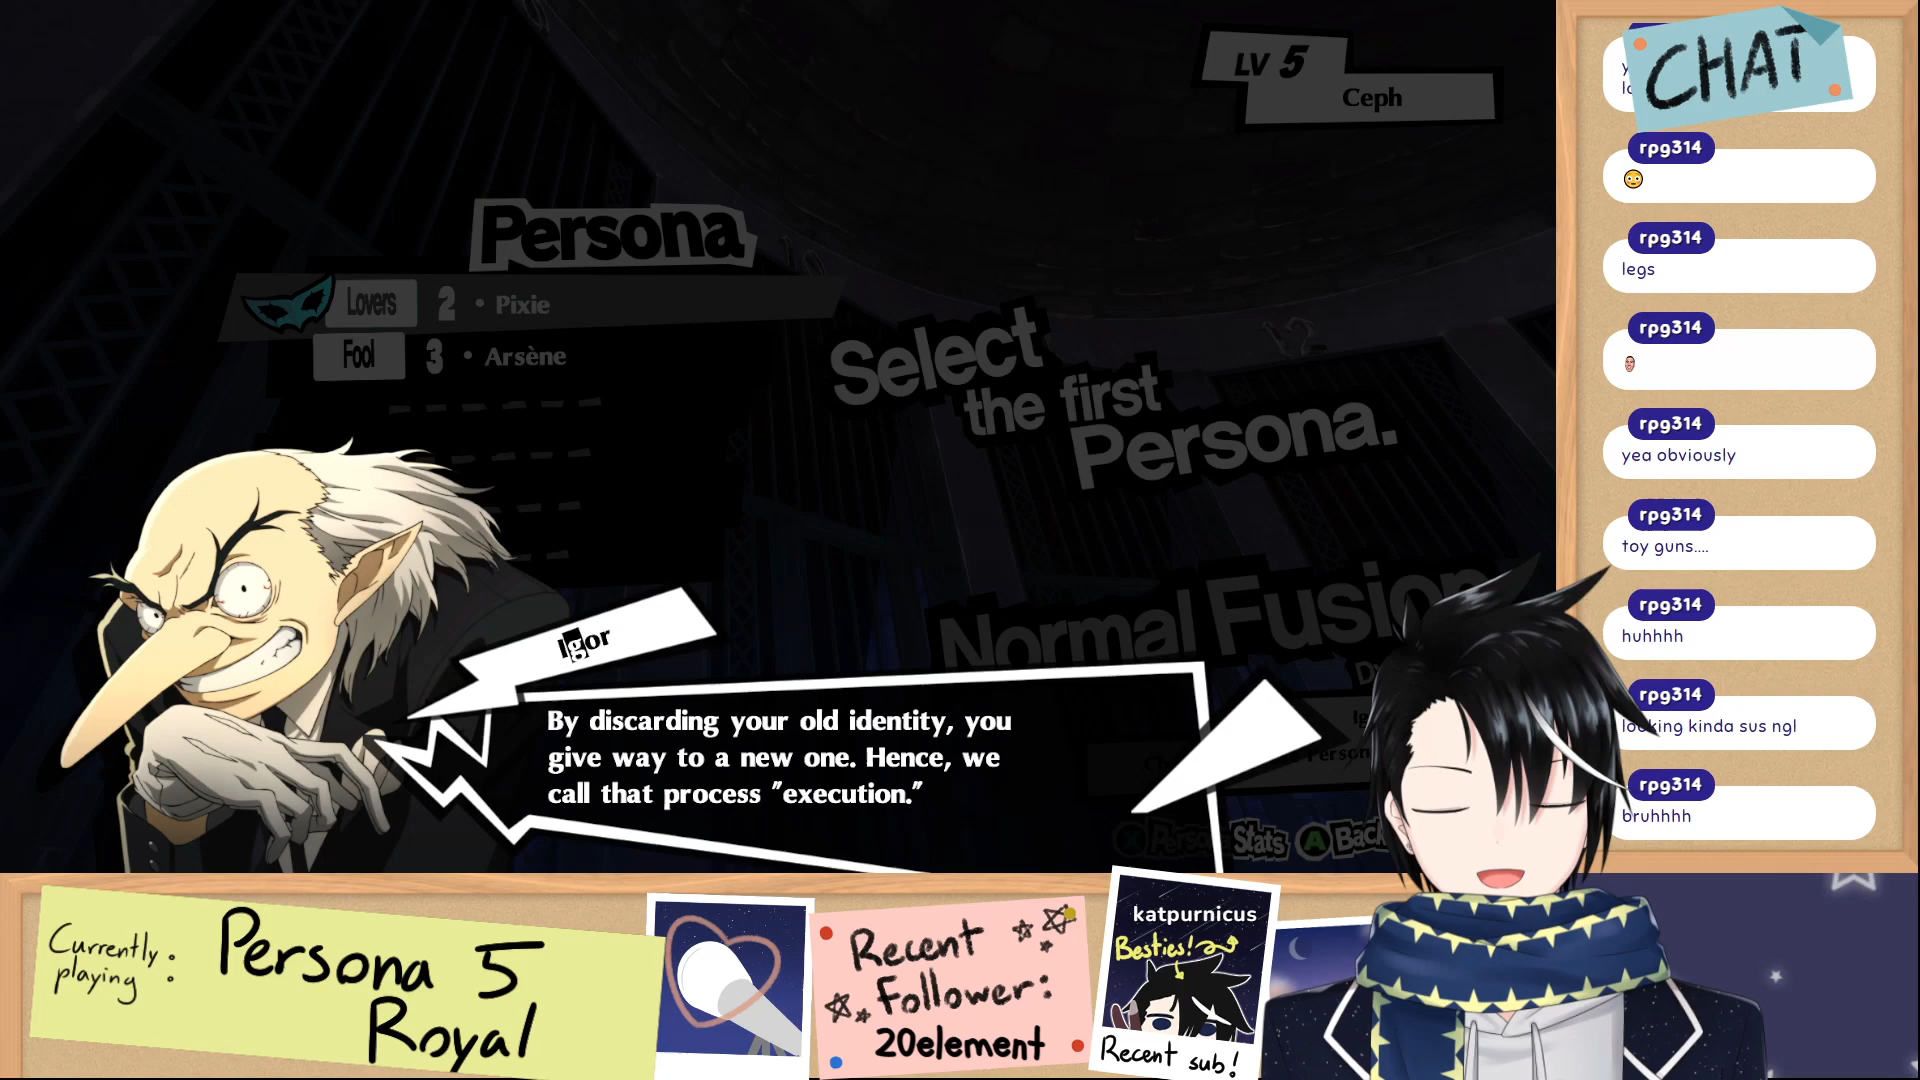 LV 5
Ceph
Persona
Lovers 2 • Pixie
Fool 3 • Arsène
Select
the first
Persona.
Normal Fusion
Igor
By discarding your old identity, you
give way to a new one. Hence, we
call that process "execution."
Stats A Back
CHAT
rpg314
😳
rpg314
legs
rpg314
rpg314
yea obviously
rpg314
toy guns....
rpg314
huhhhh
rpg314
looking kinda sus ngl
rpg314
bruhhhh
Currently playing:
Persona 5
Royal
Recent
Follower:
20element
katpurnicus
Besties!
Recent sub!